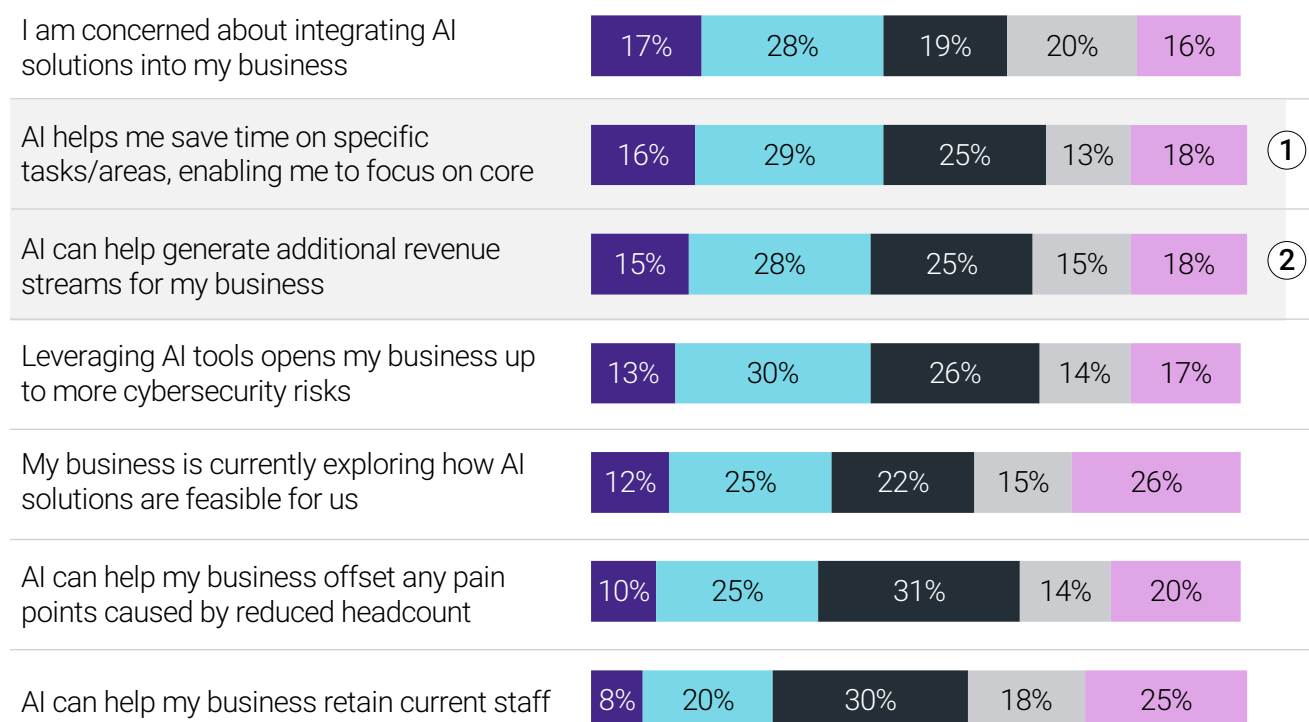 I am concerned about integrating AI
solutions into my business
17% 28% 19% 20% 16%
AI helps me save time on specific
tasks/areas, enabling me to focus on core
16% 29% 25% 13% 18% 1
AI can help generate additional revenue
streams for my business
15% 28% 25% 15% 18% 2
Leveraging AI tools opens my business up
to more cybersecurity risks
13% 30% 26% 14% 17%
My business is currently exploring how AI
solutions are feasible for us
12% 25% 22% 15% 26%
AI can help my business offset any pain
points caused by reduced headcount
10% 25% 31% 14% 20%
AI can help my business retain current staff
8% 20% 30% 18% 25%